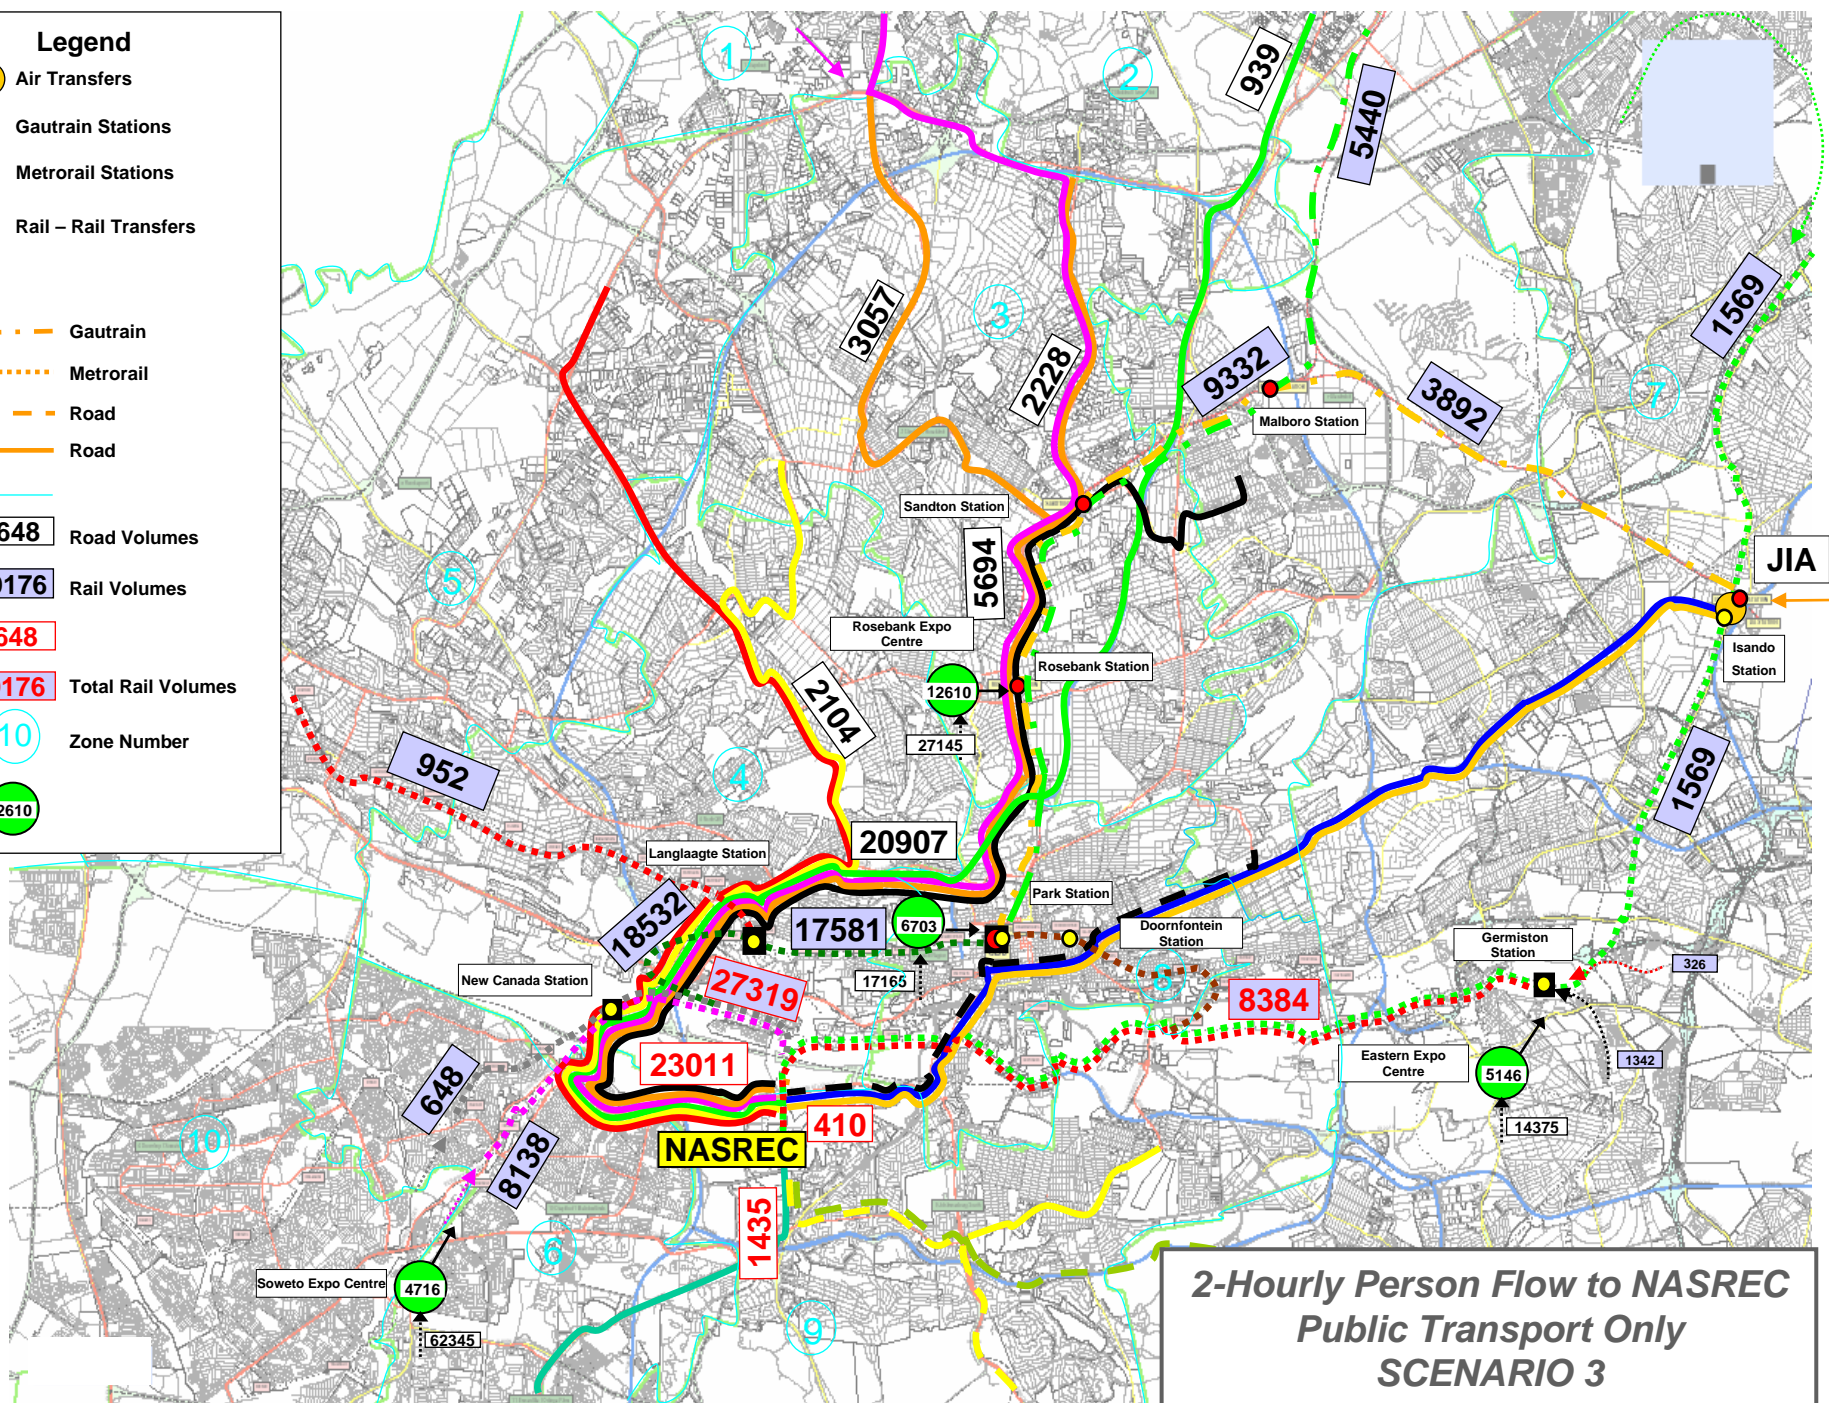 Legend
Air Transfers
Gautrain Stations
Metrorail Stations
Rail – Rail Transfers
Gautrain
Metrorail
Road
Road
648 Road Volumes
0176 Rail Volumes
648
0176 Total Rail Volumes
10 Zone Number
2610
1
2
939
5440
3057
3
2228
9332
3892
1569
7
Malboro Station
Sandton Station
5694
JIA
5
Rosebank Expo
Centre
Rosebank Station
12610
27145
Isando
Station
2104
952
4
1569
20907
Langlaagte Station
Park Station
18532
17581
6703
Doornfontein
Station
Germiston
Station
New Canada Station
27319
17165
8
8384
326
23011
Eastern Expo
Centre
1342
5146
648
410
14375
10
NASREC
8138
1435
6
Soweto Expo Centre
4716
62345
9
2-Hourly Person Flow to NASREC
Public Transport Only
SCENARIO 3